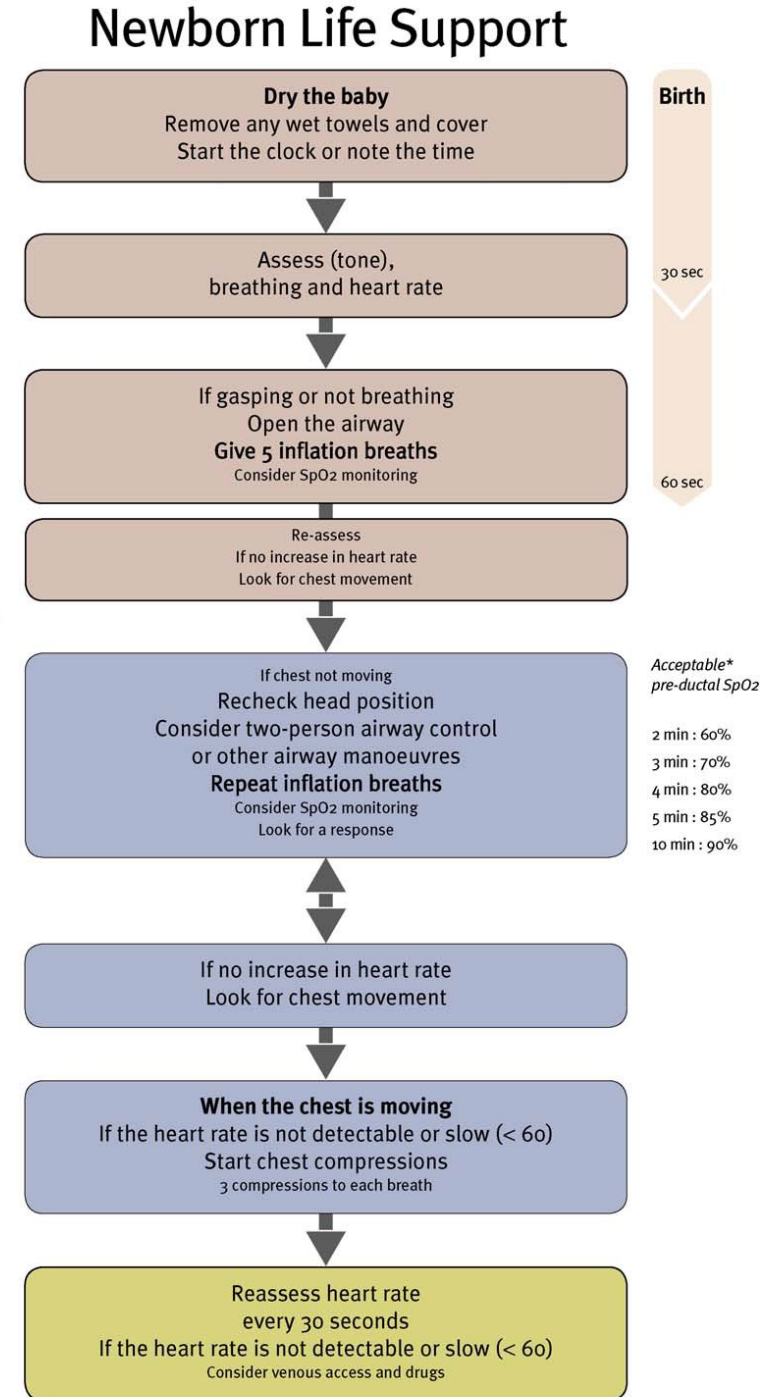 Newborn Life Support
Dry the baby
Remove any wet towels and cover
Start the clock or note the time
Birth
Assess (tone),
breathing and heart rate
30 sec
If gasping or not breathing
Open the airway
Give 5 inflation breaths
Consider SpO2 monitoring
60 sec
Re-assess
If no increase in heart rate
Look for chest movement
If chest not moving
Recheck head position
Consider two-person airway control
or other airway manoeuvres
Repeat inflation breaths
Consider SpO2 monitoring
Look for a response
Acceptable*
pre-ductal SpO2
2 min : 60%
3 min : 70%
4 min : 80%
5 min : 85%
10 min : 90%
If no increase in heart rate
Look for chest movement
When the chest is moving
If the heart rate is not detectable or slow (< 60)
Start chest compressions
3 compressions to each breath
Reassess heart rate
every 30 seconds
If the heart rate is not detectable or slow (< 60)
Consider venous access and drugs